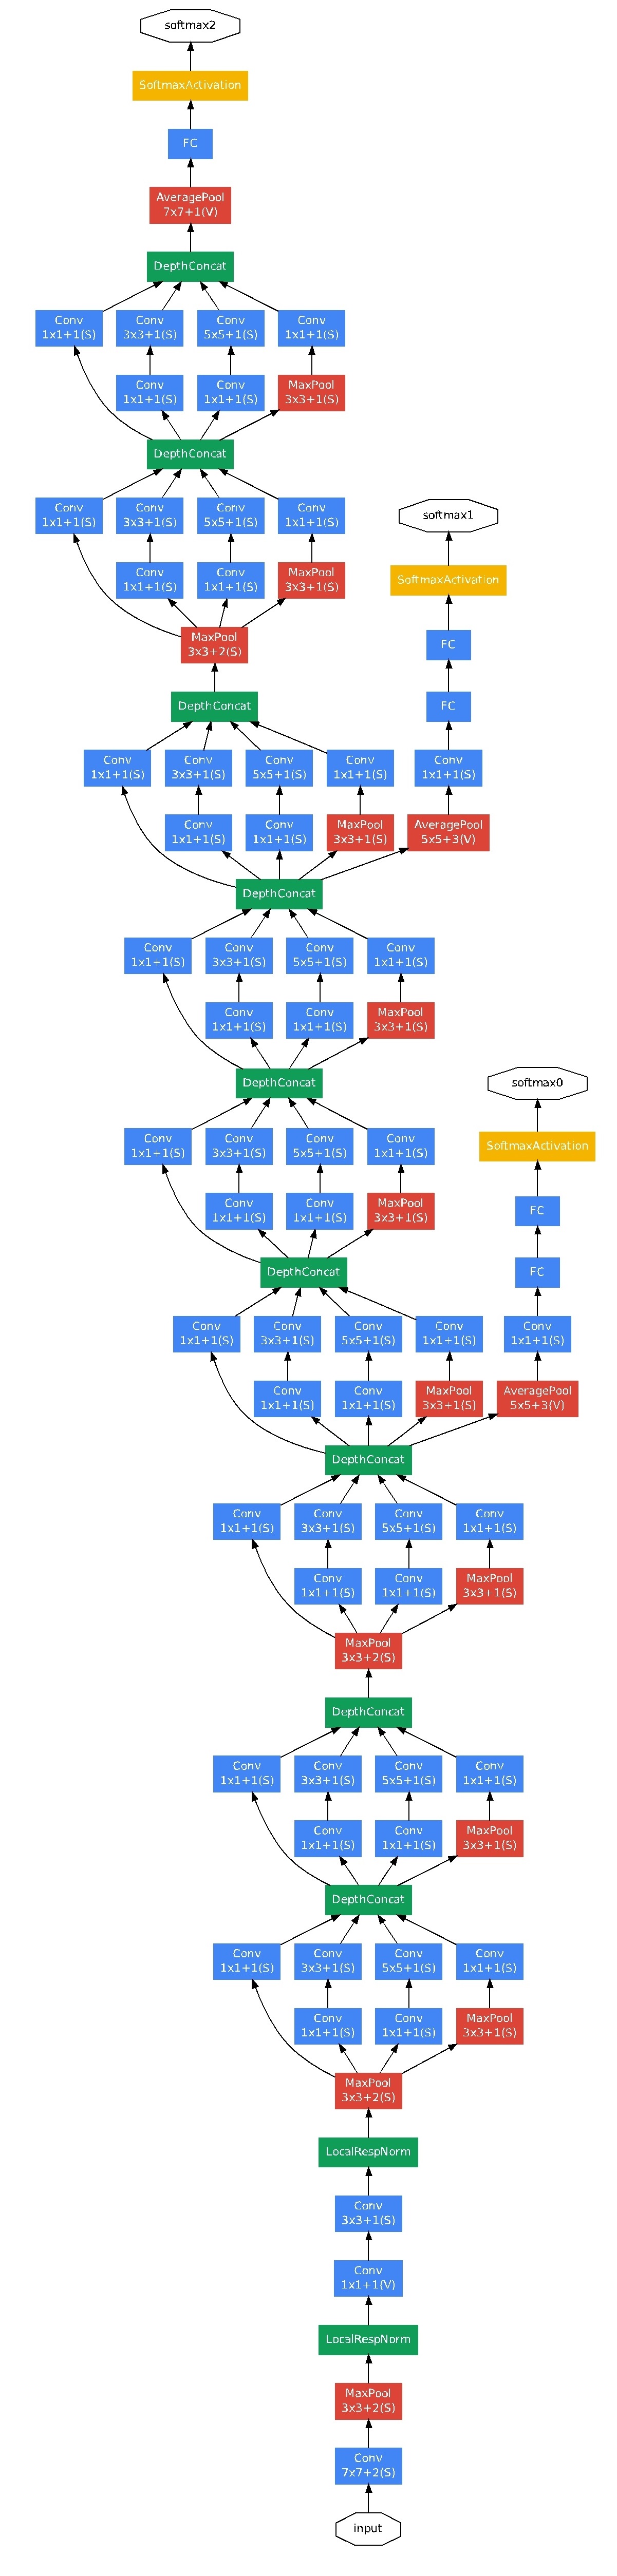 softmax2
SoftmaxActivation
FC
AveragePool
7x7+1(V)
DepthConcat
Conv Conv Conv Conv
1x1+1(S) 3x3+1(S) 5x5+1(S) 1x1+1(S)
Conv Conv MaxPool
1x1+1(S) 1x1+1(S) 3x3+1(S)
DepthConcat
Conv Conv Conv Conv
1x1+1(S) 3x3+1(S) 5x5+1(S) 1x1+1(S)
softmax1
Conv Conv MaxPool SoftmaxActivation
1x1+1(S) 1x1+1(S) 3x3+1(S)
MaxPool
3x3+2(S)
FC
DepthConcat FC
Conv Conv Conv Conv Conv
1x1+1(S) 3x3+1(S) 5x5+1(S) 1x1+1(S) 1x1+1(S)
Conv Conv MaxPool AveragePool
1x1+1(S) 1x1+1(S) 3x3+1(S) 5x5+3(V)
DepthConcat
Conv Conv Conv Conv
1x1+1(S) 3x3+1(S) 5x5+1(S) 1x1+1(S)
Conv Conv MaxPool
1x1+1(S) 1x1+1(S) 3x3+1(S)
DepthConcat softmax0
Conv Conv Conv Conv SoftmaxActivation
1x1+1(S) 3x3+1(S) 5x5+1(S) 1x1+1(S)
Conv Conv MaxPool FC
1x1+1(S) 1x1+1(S) 3x3+1(S)
DepthConcat FC
Conv Conv Conv Conv Conv
1x1+1(S) 3x3+1(S) 5x5+1(S) 1x1+1(S) 1x1+1(S)
Conv Conv MaxPool AveragePool
1x1+1(S) 1x1+1(S) 3x3+1(S) 5x5+3(V)
DepthConcat
Conv Conv Conv Conv
1x1+1(S) 3x3+1(S) 5x5+1(S) 1x1+1(S)
Conv Conv MaxPool
1x1+1(S) 1x1+1(S) 3x3+1(S)
MaxPool
3x3+2(S)
DepthConcat
Conv Conv Conv Conv
1x1+1(S) 3x3+1(S) 5x5+1(S) 1x1+1(S)
Conv Conv MaxPool
1x1+1(S) 1x1+1(S) 3x3+1(S)
DepthConcat
Conv Conv Conv Conv
1x1+1(S) 3x3+1(S) 5x5+1(S) 1x1+1(S)
Conv Conv MaxPool
1x1+1(S) 1x1+1(S) 3x3+1(S)
MaxPool
3x3+2(S)
LocalRespNorm
Conv
3x3+1(S)
Conv
1x1+1(V)
LocalRespNorm
MaxPool
3x3+2(S)
Conv
7x7+2(S)
input